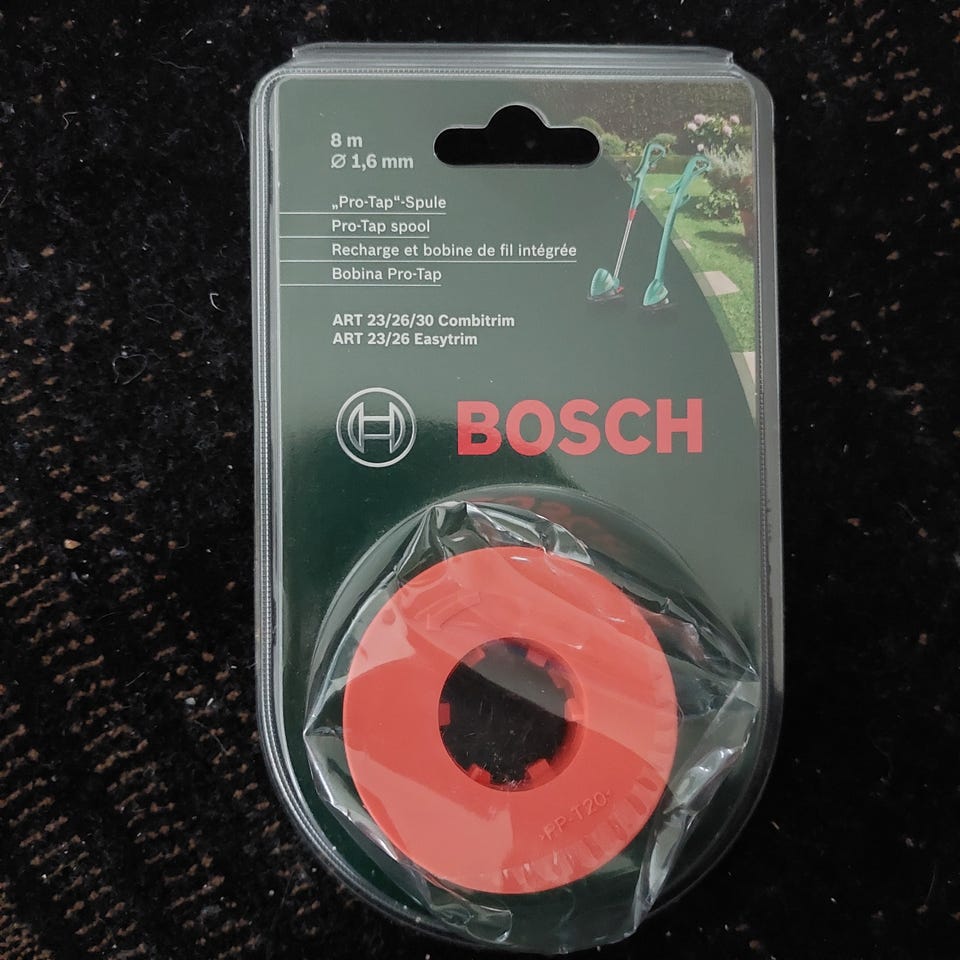 8 m
Ø 1,6 mm
„Pro-Tap“-Spule
Pro-Tap spool
Recharge et bobine de fil intégrée
Bobina Pro-Tap
ART 23/26/30 Combitrim
ART 23/26 Easytrim
BOSCH
>PP-T20<